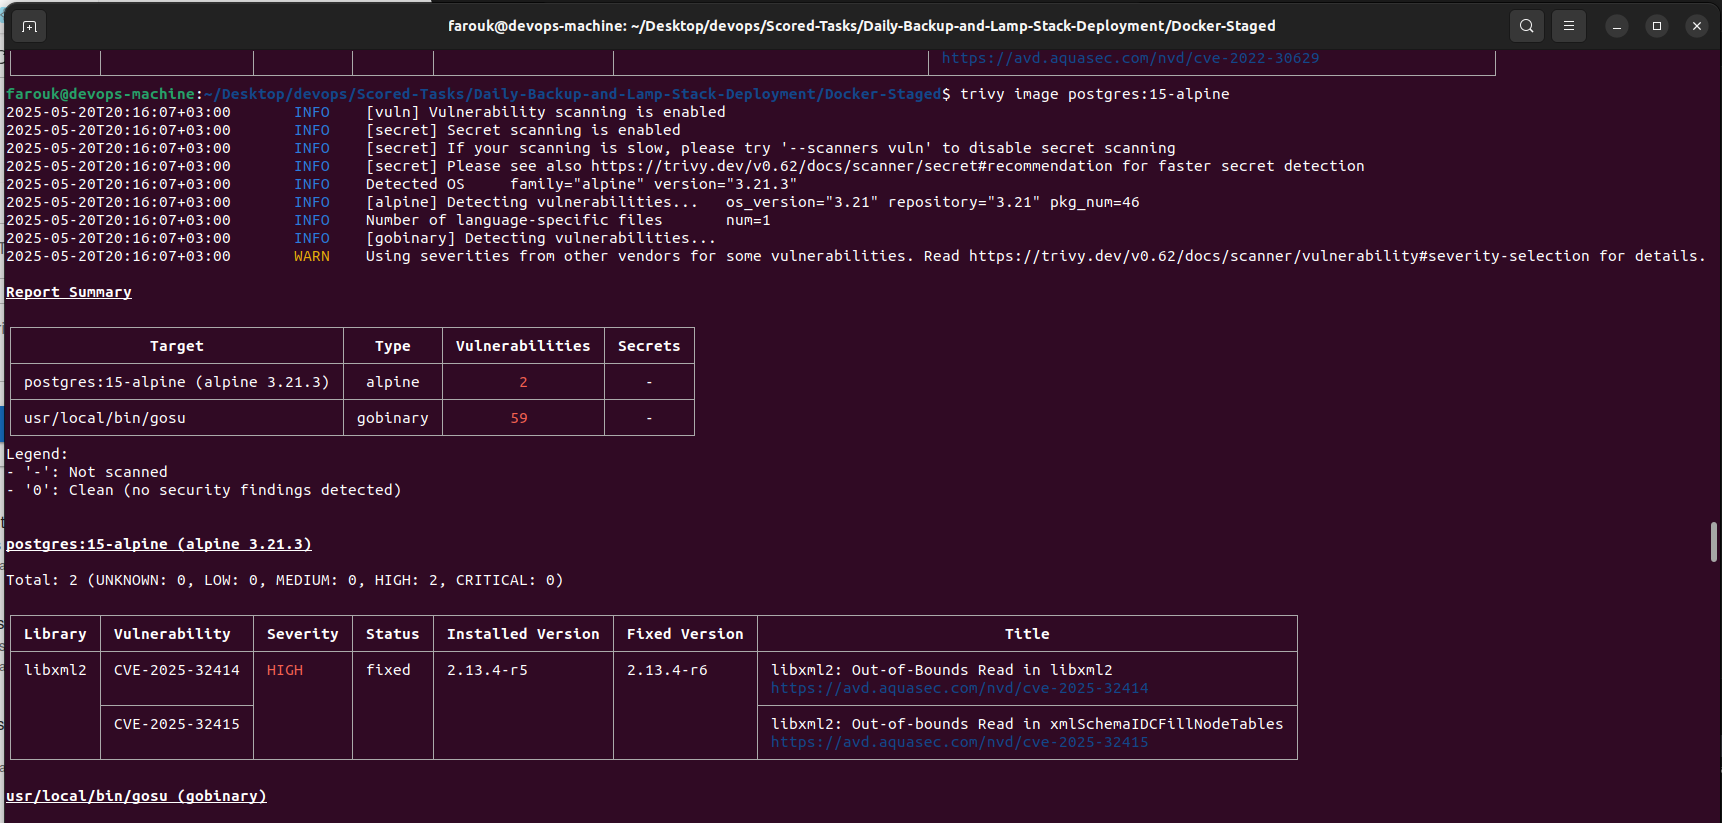 farouk@devops-machine: ~/Desktop/devops/Scored-Tasks/Daily-Backup-and-Lamp-Stack-Deployment/Docker-Staged
https://avd.aquasec.com/nvd/cve-2022-30629
farouk@devops-machine:~/Desktop/devops/Scored-Tasks/Daily-Backup-and-Lamp-Stack-Deployment/Docker-Staged$ trivy image postgres:15-alpine
2025-05-20T20:16:07+03:00 INFO [vuln] Vulnerability scanning is enabled
2025-05-20T20:16:07+03:00 INFO [secret] Secret scanning is enabled
2025-05-20T20:16:07+03:00 INFO [secret] If your scanning is slow, please try '--scanners vuln' to disable secret scanning
2025-05-20T20:16:07+03:00 INFO [secret] Please see also https://trivy.dev/v0.62/docs/scanner/secret#recommendation for faster secret detection
2025-05-20T20:16:07+03:00 INFO Detected OS family="alpine" version="3.21.3"
2025-05-20T20:16:07+03:00 INFO [alpine] Detecting vulnerabilities... os_version="3.21" repository="3.21" pkg_num=46
2025-05-20T20:16:07+03:00 INFO Number of language-specific files num=1
2025-05-20T20:16:07+03:00 INFO [gobinary] Detecting vulnerabilities...
2025-05-20T20:16:07+03:00 WARN Using severities from other vendors for some vulnerabilities. Read https://trivy.dev/v0.62/docs/scanner/vulnerability#severity-selection for details.
Report Summary
Target Type Vulnerabilities Secrets
postgres:15-alpine (alpine 3.21.3) alpine 2 -
usr/local/bin/gosu gobinary 59 -
Legend:
- '-': Not scanned
- '0': Clean (no security findings detected)
postgres:15-alpine (alpine 3.21.3)
Total: 2 (UNKNOWN: 0, LOW: 0, MEDIUM: 0, HIGH: 2, CRITICAL: 0)
Library Vulnerability Severity Status Installed Version Fixed Version Title
libxml2 CVE-2025-32414 HIGH fixed 2.13.4-r5 2.13.4-r6 libxml2: Out-of-Bounds Read in libxml2
https://avd.aquasec.com/nvd/cve-2025-32414
CVE-2025-32415 libxml2: Out-of-bounds Read in xmlSchemaIDCFillNodeTables
https://avd.aquasec.com/nvd/cve-2025-32415
usr/local/bin/gosu (gobinary)